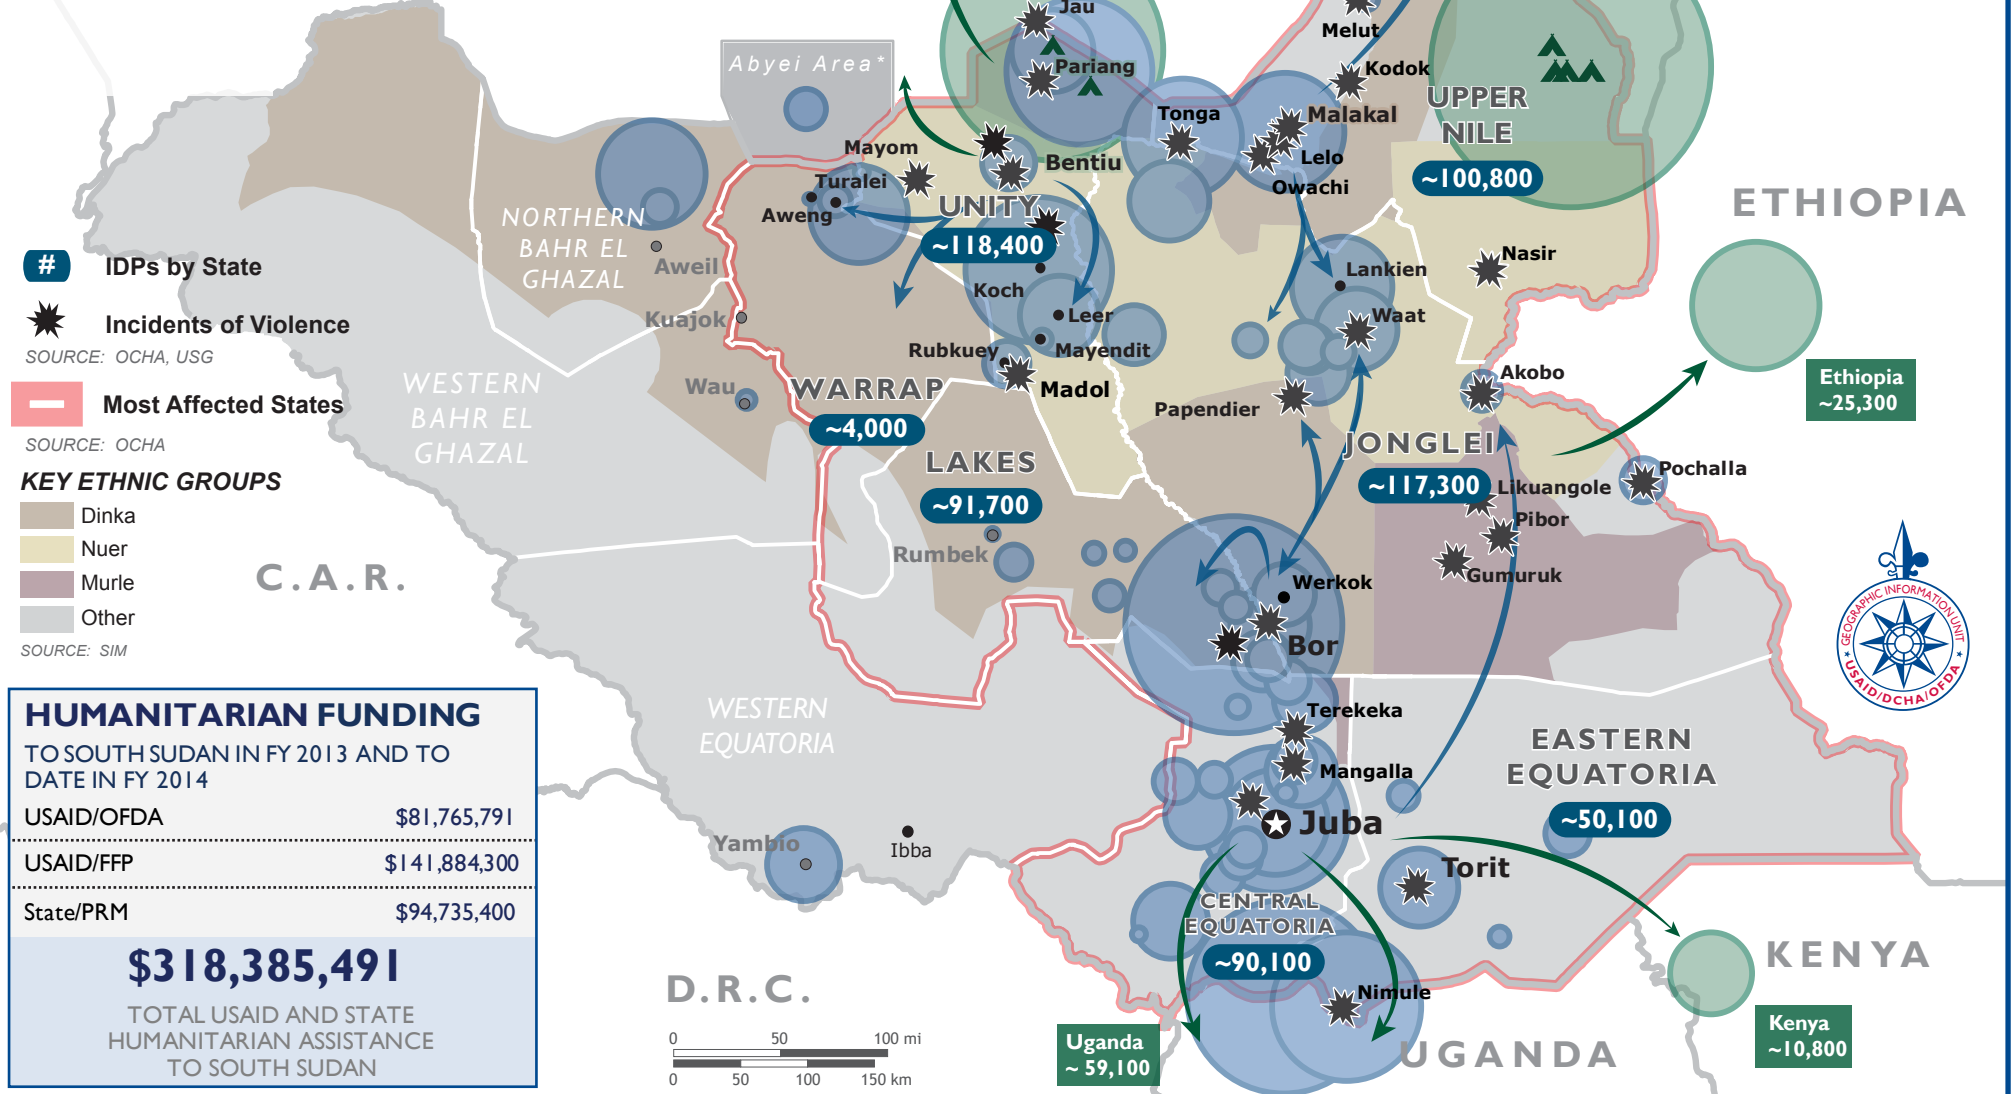 Jau
Melut
Abyei Area*
Pariang
Kodok
UPPER
NILE
Tonga
Malakal
Mayom
Lelo
Bentiu
~100,800
Turalei
Owachi
ETHIOPIA
Aweng
UNITY
NORTHERN
BAHR EL
GHAZAL
~118,400
Nasir
# IDPs by State
Aweil
Lankien
Koch
Incidents of Violence
SOURCE: OCHA, USG
Kuajok
Leer
Waat
Rubkuey
Mayendit
WESTERN
BAHR EL
GHAZAL
Wau
WARRAP
Madol
Akobo
Ethiopia
~25,300
Most Affected States
SOURCE: OCHA
~4,000
Papendier
JONGLEI
LAKES
~117,300
Pochalla
KEY ETHNIC GROUPS
Likuangole
~91,700
Dinka
Pibor
Nuer
Rumbek
C.A.R.
Murle
Werkok
Gumuruk
Other
SOURCE: SIM
GEOGRAPHIC INFORMATION UNIT
USAID/DCHA/OFDA
Bor
HUMANITARIAN FUNDING
TO SOUTH SUDAN IN FY 2013 AND TO
DATE IN FY 2014
USAID/OFDA $81,765,791
USAID/FFP $141,884,300
State/PRM $94,735,400
$318,385,491
TOTAL USAID AND STATE
HUMANITARIAN ASSISTANCE
TO SOUTH SUDAN
WESTERN
EQUATORIA
Terekeka
EASTERN
EQUATORIA
Mangalla
Juba
~50,100
Yambio
Ibba
Torit
CENTRAL
EQUATORIA
~90,100
KENYA
D.R.C.
Nimule
Kenya
~10,800
Uganda
~ 59,100
UGANDA
0 50 100 mi
0 50 100 150 km